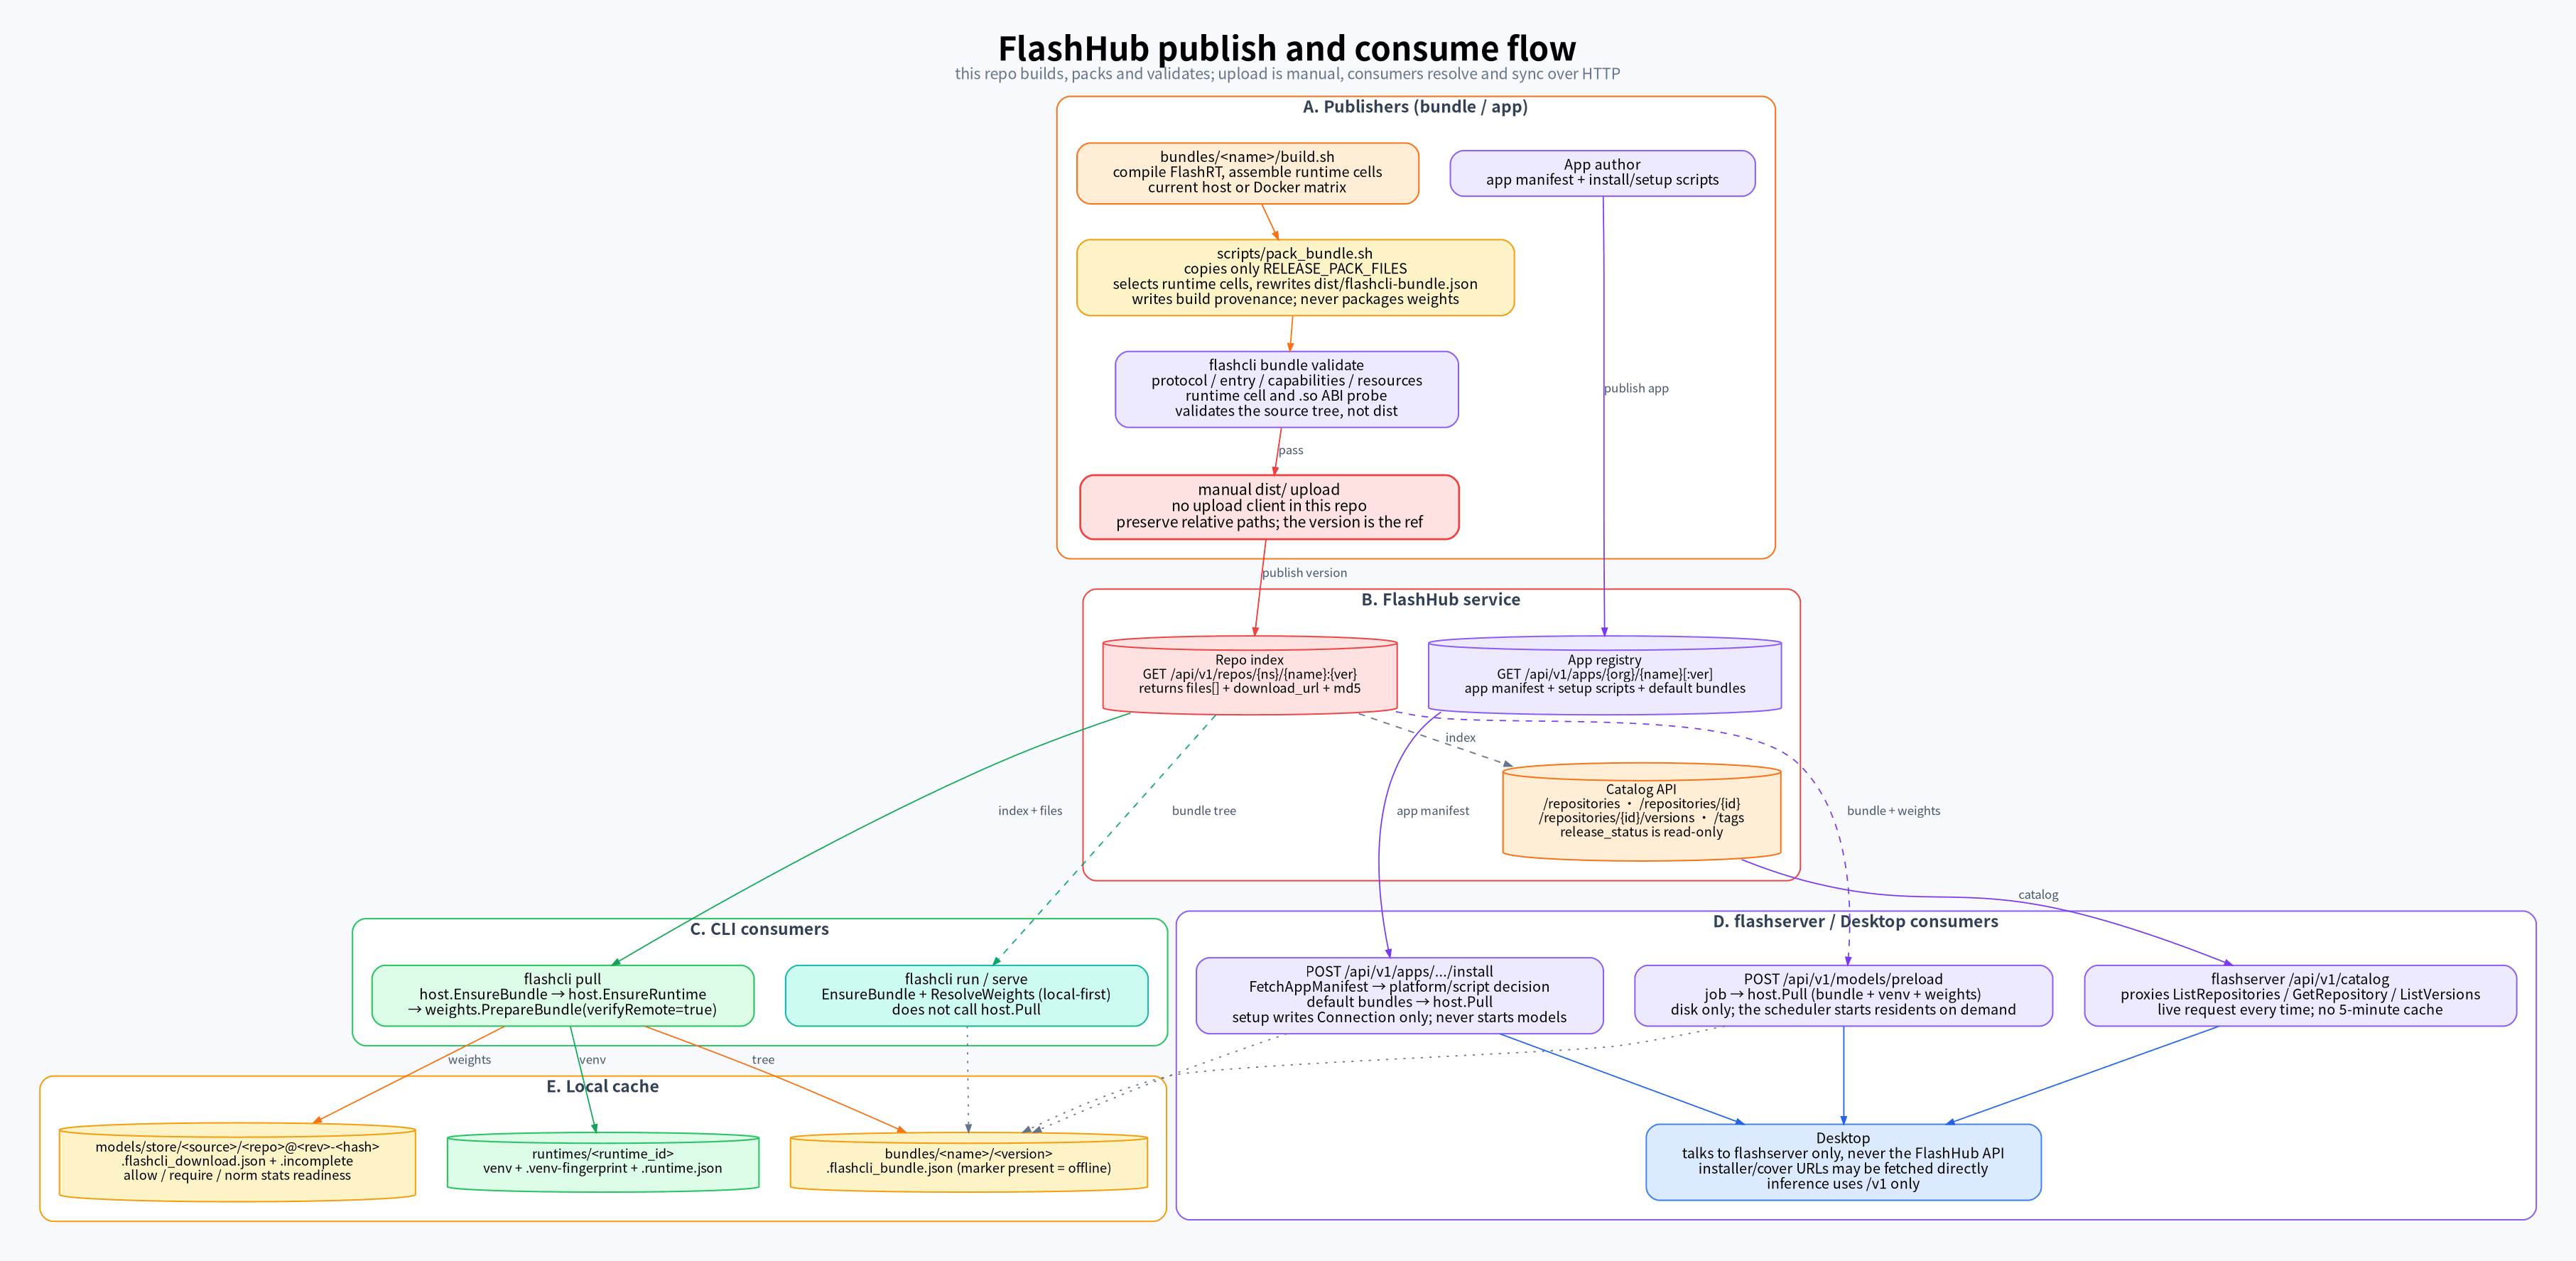 FlashHub publish and consume flow
this repo builds, packs and validates; upload is manual, consumers resolve and sync over HTTP
A. Publishers (bundle / app)
bundles/<name>/build.sh
compile FlashRT, assemble runtime cells
current host or Docker matrix
App author
app manifest + install/setup scripts
scripts/pack_bundle.sh
copies only RELEASE_PACK_FILES
selects runtime cells, rewrites dist/flashcli-bundle.json
writes build provenance; never packages weights
flashcli bundle validate
protocol / entry / capabilities / resources
runtime cell and .so ABI probe
validates the source tree, not dist
publish app
pass
manual dist/ upload
no upload client in this repo
preserve relative paths; the version is the ref
publish version
B. FlashHub service
Repo index
GET /api/v1/repos/{ns}/{name}:{ver}
returns files[] + download_url + md5
App registry
GET /api/v1/apps/{org}/{name}[:ver]
app manifest + setup scripts + default bundles
index
Catalog API
/repositories · /repositories/{id}
/repositories/{id}/versions · /tags
release_status is read-only
index + files
bundle tree
app manifest
bundle + weights
catalog
C. CLI consumers
flashcli pull
host.EnsureBundle → host.EnsureRuntime
→ weights.PrepareBundle(verifyRemote=true)
flashcli run / serve
EnsureBundle + ResolveWeights (local-first)
does not call host.Pull
D. flashserver / Desktop consumers
POST /api/v1/apps/.../install
FetchAppManifest → platform/script decision
default bundles → host.Pull
setup writes Connection only; never starts models
POST /api/v1/models/preload
job → host.Pull (bundle + venv + weights)
disk only; the scheduler starts residents on demand
flashserver /api/v1/catalog
proxies ListRepositories / GetRepository / ListVersions
live request every time; no 5-minute cache
weights
venv
tree
E. Local cache
models/store/<source>/<repo>@<rev>-<hash>
.flashcli_download.json + .incomplete
allow / require / norm stats readiness
runtimes/<runtime_id>
venv + .venv-fingerprint + .runtime.json
bundles/<name>/<version>
.flashcli_bundle.json (marker present = offline)
Desktop
talks to flashserver only, never the FlashHub API
installer/cover URLs may be fetched directly
inference uses /v1 only